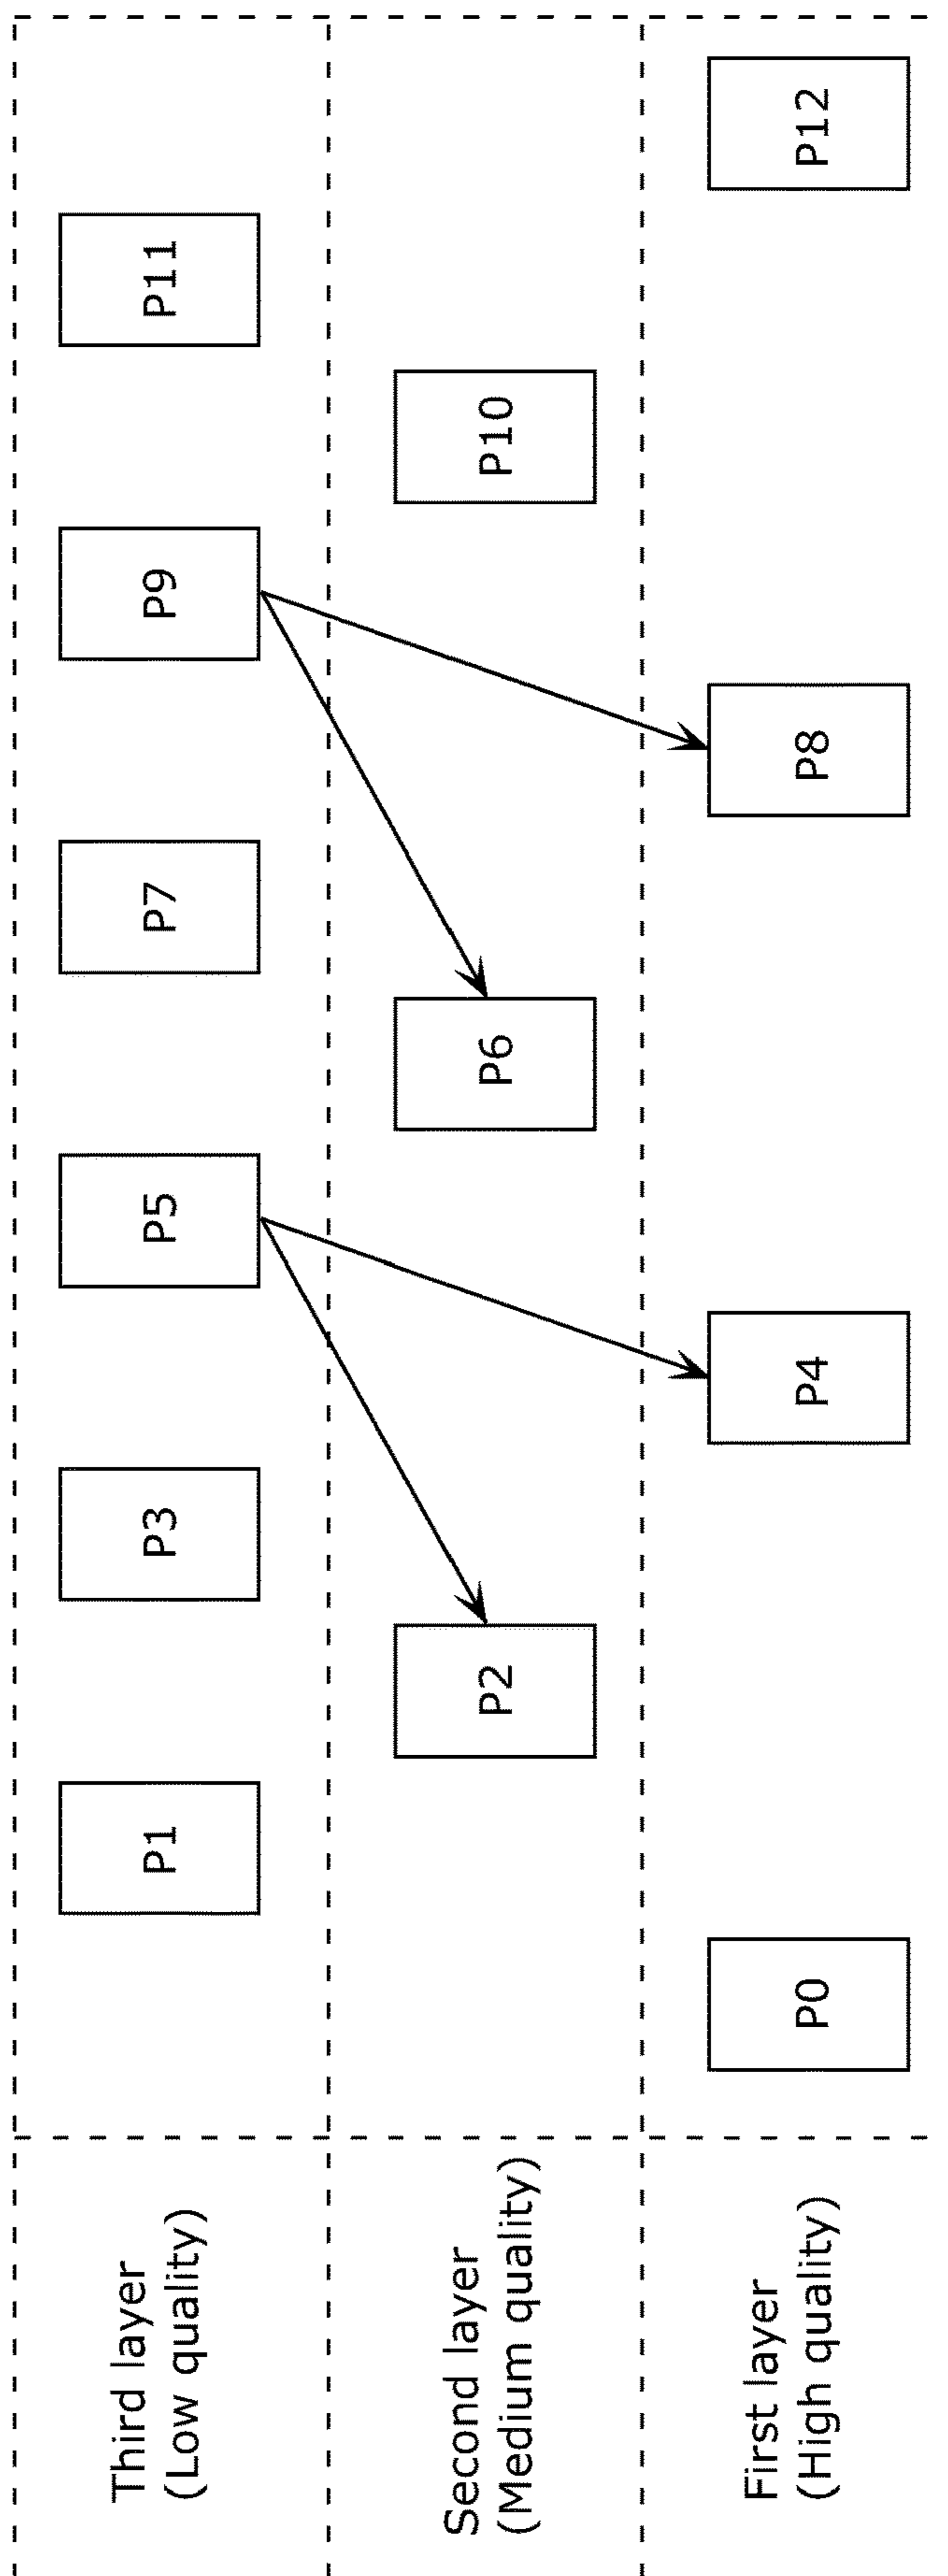 Third layer
(Low quality)
P1
P3
P5
P7
P9
P11
Second layer
(Medium quality)
P2
P6
P10
First layer
(High quality)
P0
P4
P8
P12